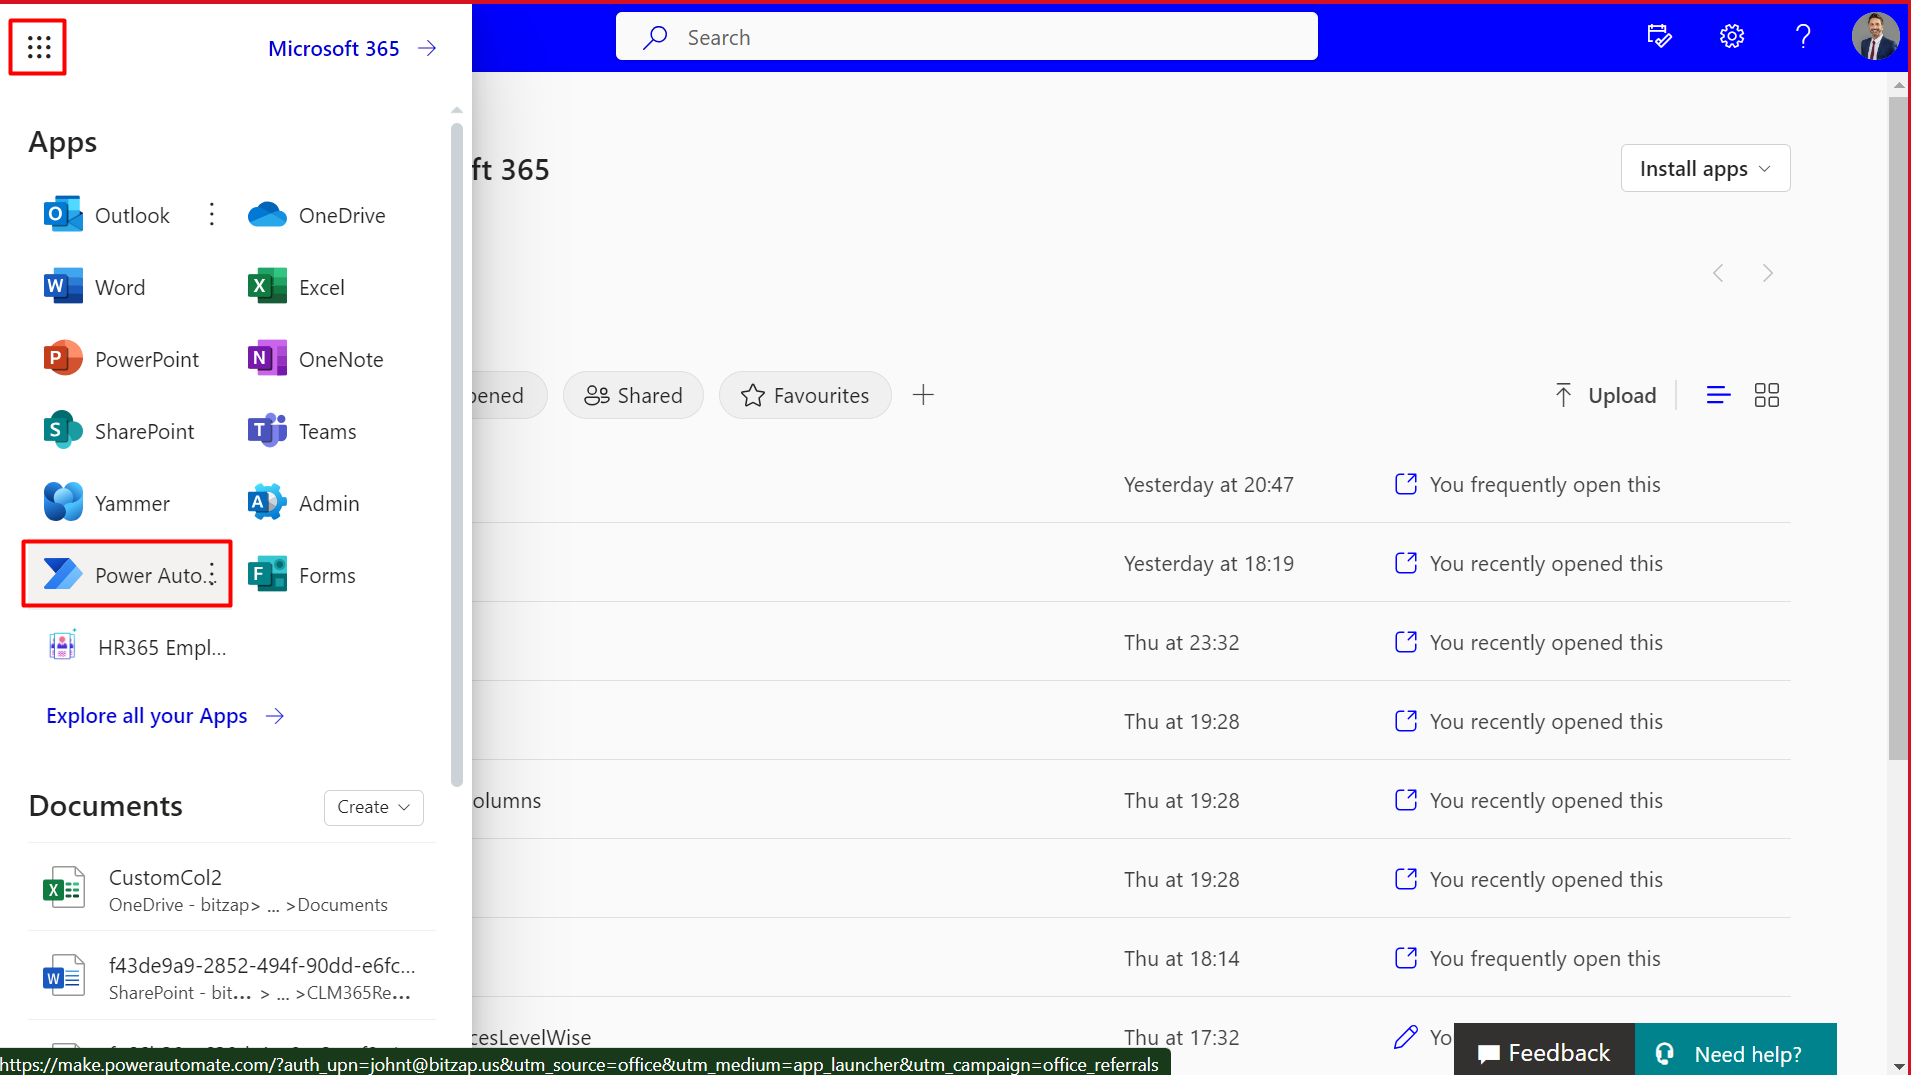 Microsoft 365
Search
Apps
Outlook
OneDrive
Word
Excel
PowerPoint
OneNote
SharePoint
Teams
Yammer
Admin
Power Auto...
Forms
HR365 Empl...
Explore all your Apps
Documents
Create
CustomCol2
OneDrive - bitzap> ... >Documents
f43de9a9-2852-494f-90dd-e6fc...
SharePoint - bit... > ... >CLM365Re...
ft 365
Install apps
pened
Shared
Favourites
Upload
Yesterday at 20:47
You frequently open this
Yesterday at 18:19
You recently opened this
Thu at 23:32
You recently opened this
Thu at 19:28
You recently opened this
olumns
Thu at 19:28
You recently opened this
Thu at 19:28
You recently opened this
Thu at 18:14
You frequently open this
cesLevelWise
Thu at 17:32
Yo
Feedback
Need help?
https://make.powerautomate.com/?auth_upn=johnt@bitzap.us&utm_source=office&utm_medium=app_launcher&utm_campaign=office_referrals